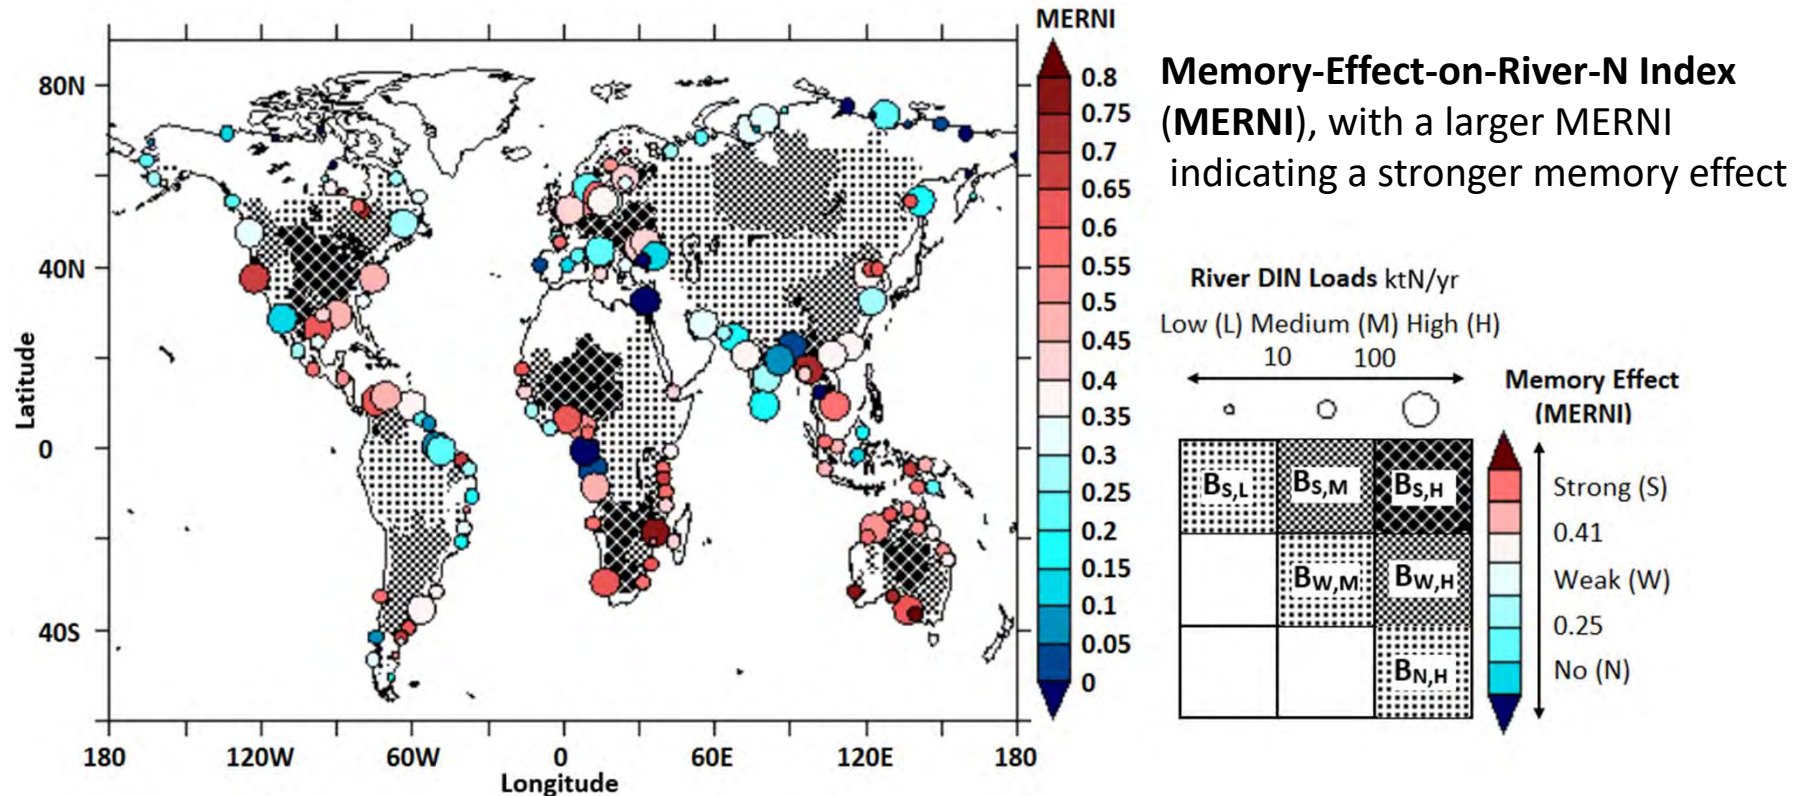 MERNI
80N
40N
0
40S
Latitude
180
120W
60W
0
60E
120E
180
Longitude
0.8
0.75
0.7
0.65
0.6
0.55
0.5
0.45
0.4
0.35
0.3
0.25
0.2
0.15
0.1
0.05
0
Memory-Effect-on-River-N Index
(MERNI), with a larger MERNI
indicating a stronger memory effect
River DIN Loads ktN/yr
Low (L) Medium (M) High (H)
10 100
Memory Effect
(MERNI)
BS,L BS,M BS,H
BW,M BW,H
BN,H
Strong (S)
0.41
Weak (W)
0.25
No (N)